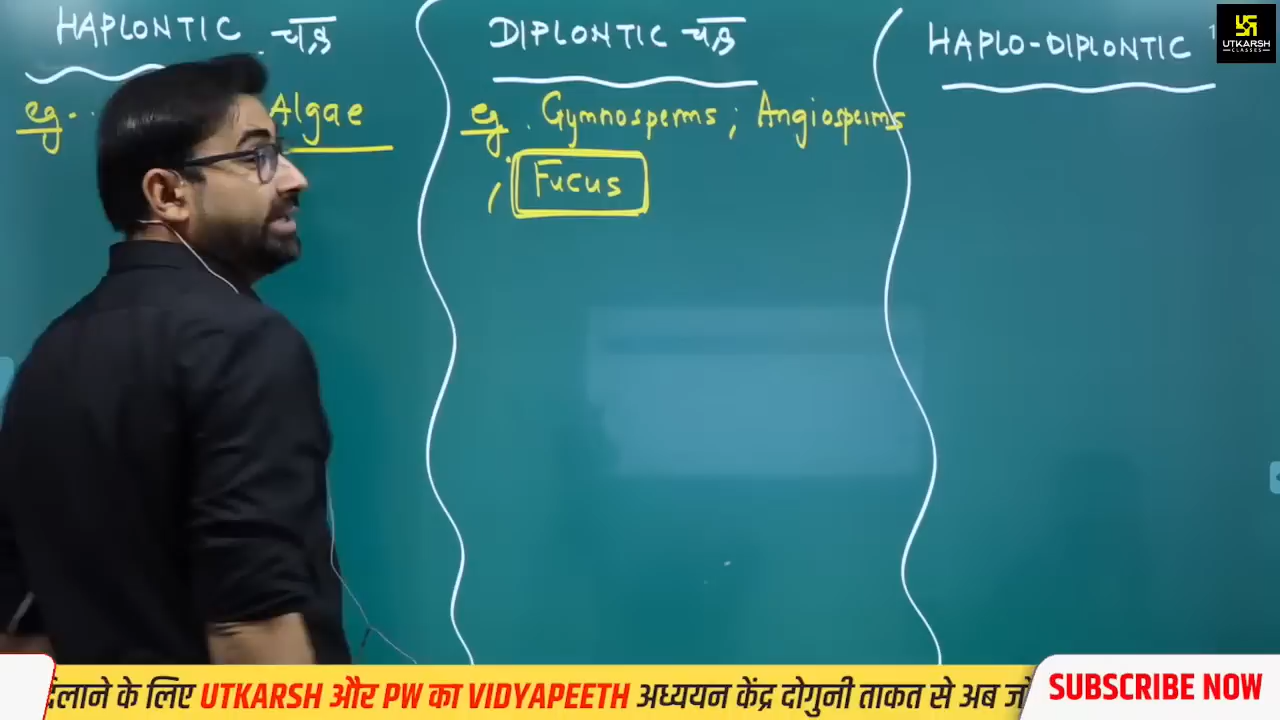 HAPLONTIC चक्र
eg. Algae
DIPLONTIC चक्र
eg. Gymnosperms ; Angiosperms
, Fucus
HAPLO-DIPLONTIC
UTKARSH
CLASSES
के लिए UTKARSH और PW का VIDYAPEETH अध्ययन केंद्र दोगुनी ताकत से अब
SUBSCRIBE NOW